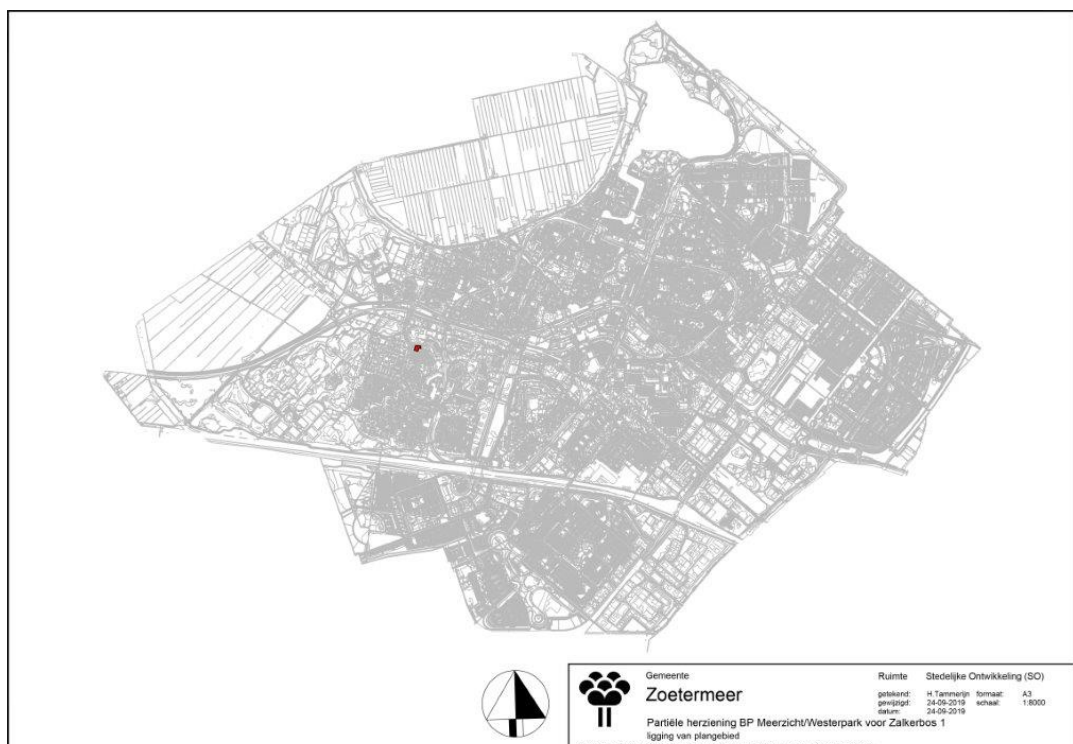 Gemeente
Zoetermeer
Partiële herziening BP Meerzicht/Westerpark voor Zalkerbos 1
ligging van plangebied
Ruimte Stedelijke Ontwikkeling (SO)
getekend: H.Tammerijn formaat: A3
gewijzigd: 24-09-2019 schaal: 1:8000
datum: 24-09-2019